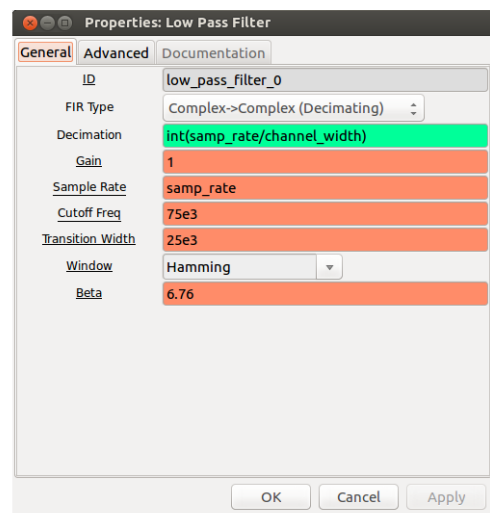 Properties: Low Pass Filter
General Advanced Documentation
ID low_pass_filter_0
FIR Type Complex->Complex (Decimating)
Decimation int(samp_rate/channel_width)
Gain 1
Sample Rate samp_rate
Cutoff Freq 75e3
Transition Width 25e3
Window Hamming
Beta 6.76
OK Cancel Apply